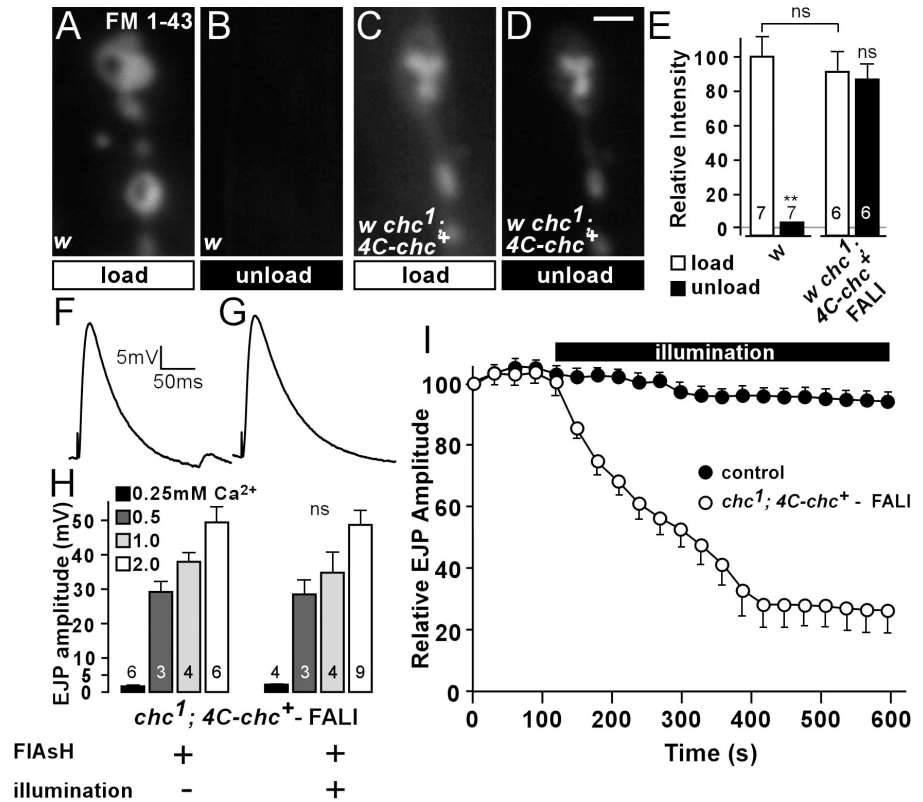 A FM 1-43
w
load
B
w
unload
C
w chc1;
4C-chc+
load
D
w chc1;
4C-chc+
unload
E
ns
ns
**
Relative Intensity
100
80
60
40
20
0
7 7 6 6
w
w chc1;
4C-chc+
FALI
load
unload
F
G
5mV
50ms
H
0.25mM Ca2+
0.5
1.0
2.0
ns
EJP amplitude (mV)
50
40
30
20
10
5
0
6 3 4 6 4 3 4 9
chc1; 4C-chc+- FALI
FlAsH + +
illumination - +
I
illumination
control
chc1; 4C-chc+ - FALI
Relative EJP Amplitude
100
80
60
40
20
0
0 100 200 300 400 500 600
Time (s)